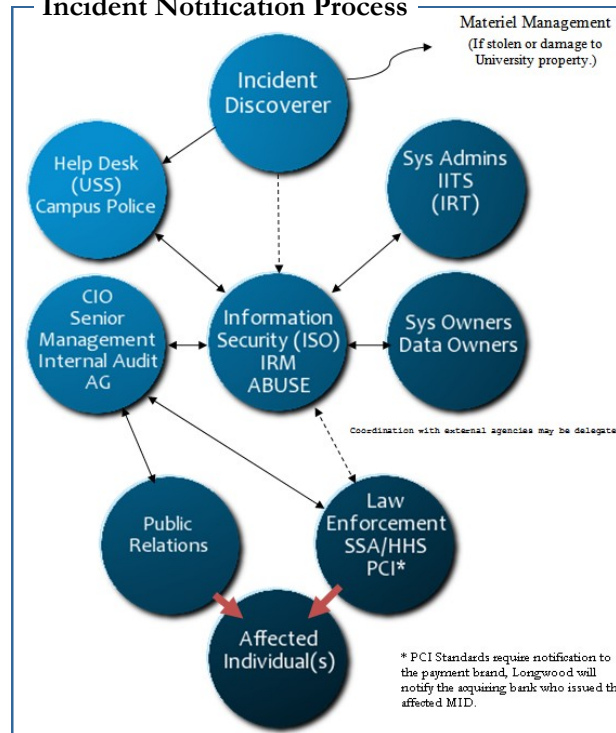 Incident Notification Process
Materiel Management
(If stolen or damage to
University property.)
Incident
Discoverer
Help Desk
(USS)
Campus Police
Sys Admins
IITS
(IRT)
CIO
Senior
Management
Internal Audit
AG
Information
Security (ISO)
IRM
ABUSE
Sys Owners
Data Owners
Coordination with external agencies may be delegate
Public
Relations
Law
Enforcement
SSA/HHS
PCI*
Affected
Individual(s)
* PCI Standards require notification to
the payment brand, Longwood will
notify the acquiring bank who issued th
affected MID.